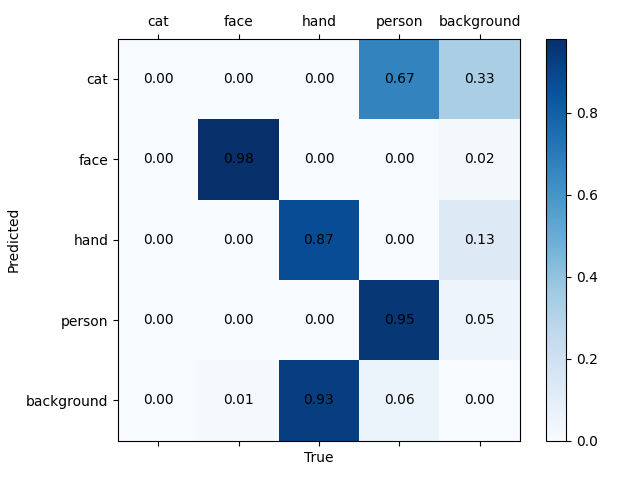 cat face hand person background
cat 0.00 0.00 0.00 0.67 0.33
face 0.00 0.98 0.00 0.00 0.02
hand 0.00 0.00 0.87 0.00 0.13
person 0.00 0.00 0.00 0.95 0.05
background 0.00 0.01 0.93 0.06 0.00
Predicted
True
0.8
0.6
0.4
0.2
0.0